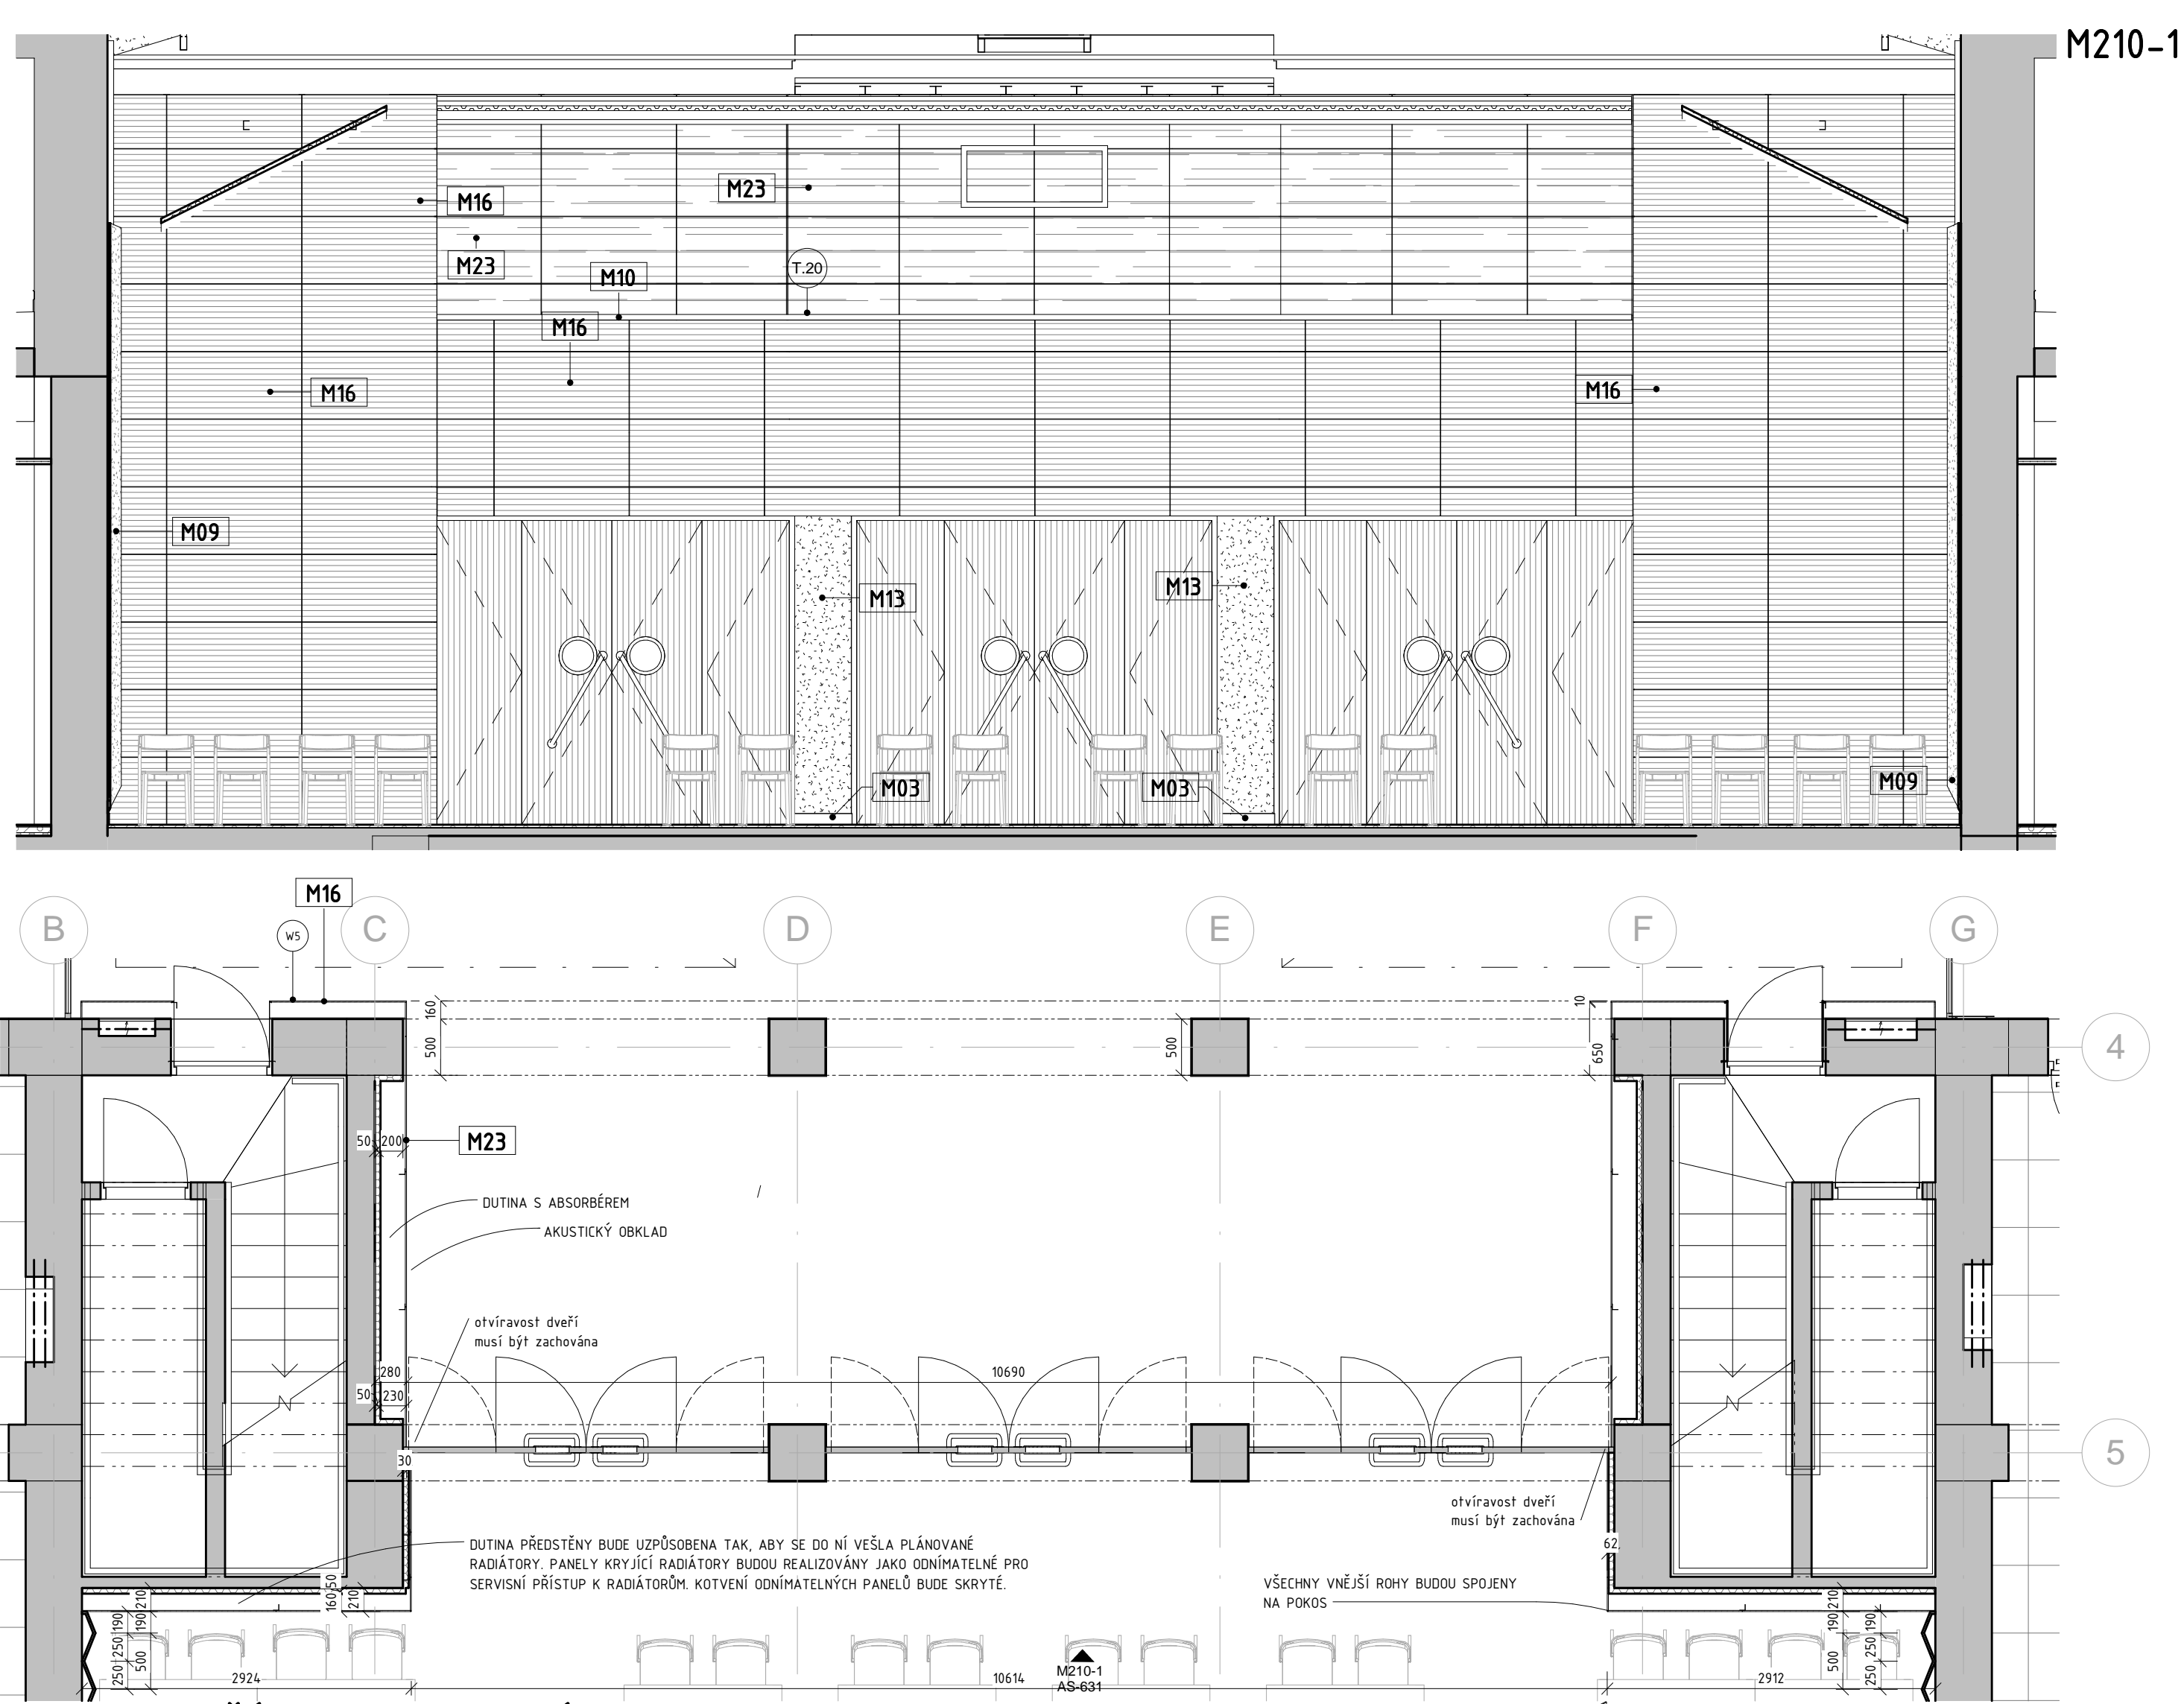 M210-1
M16
M23
M23
M10
T.20
M16
M16
M16
M09
M13
M13
M03
M03
M09
M16
W5
B
C
D
E
F
G
4
5
160
500
500
10
650
50
200
M23
DUTINA S ABSORBÉREM
AKUSTICKÝ OBKLAD
otvíravost dveří
musí být zachována
280
50
230
10690
30
otvíravost dveří
musí být zachována
62
DUTINA PŘEDSTĚNY BUDE UZPŮSOBENA TAK, ABY SE DO NÍ VEŠLA PLÁNOVANÉ
RADIÁTORY. PANELY KRYJÍCÍ RADIÁTORY BUDOU REALIZOVÁNY JAKO ODNÍMATELNÉ PRO
SERVISNÍ PŘÍSTUP K RADIÁTORŮM. KOTVENÍ ODNÍMATELNÝCH PANELŮ BUDE SKRYTÉ.
VŠECHNY VNĚJŠÍ ROHY BUDOU SPOJENY
NA POKOS
210
190
190
250
250
500
160
50
210
210
190
190
250
250
500
2924
10614
2912
M210-1
AS-631